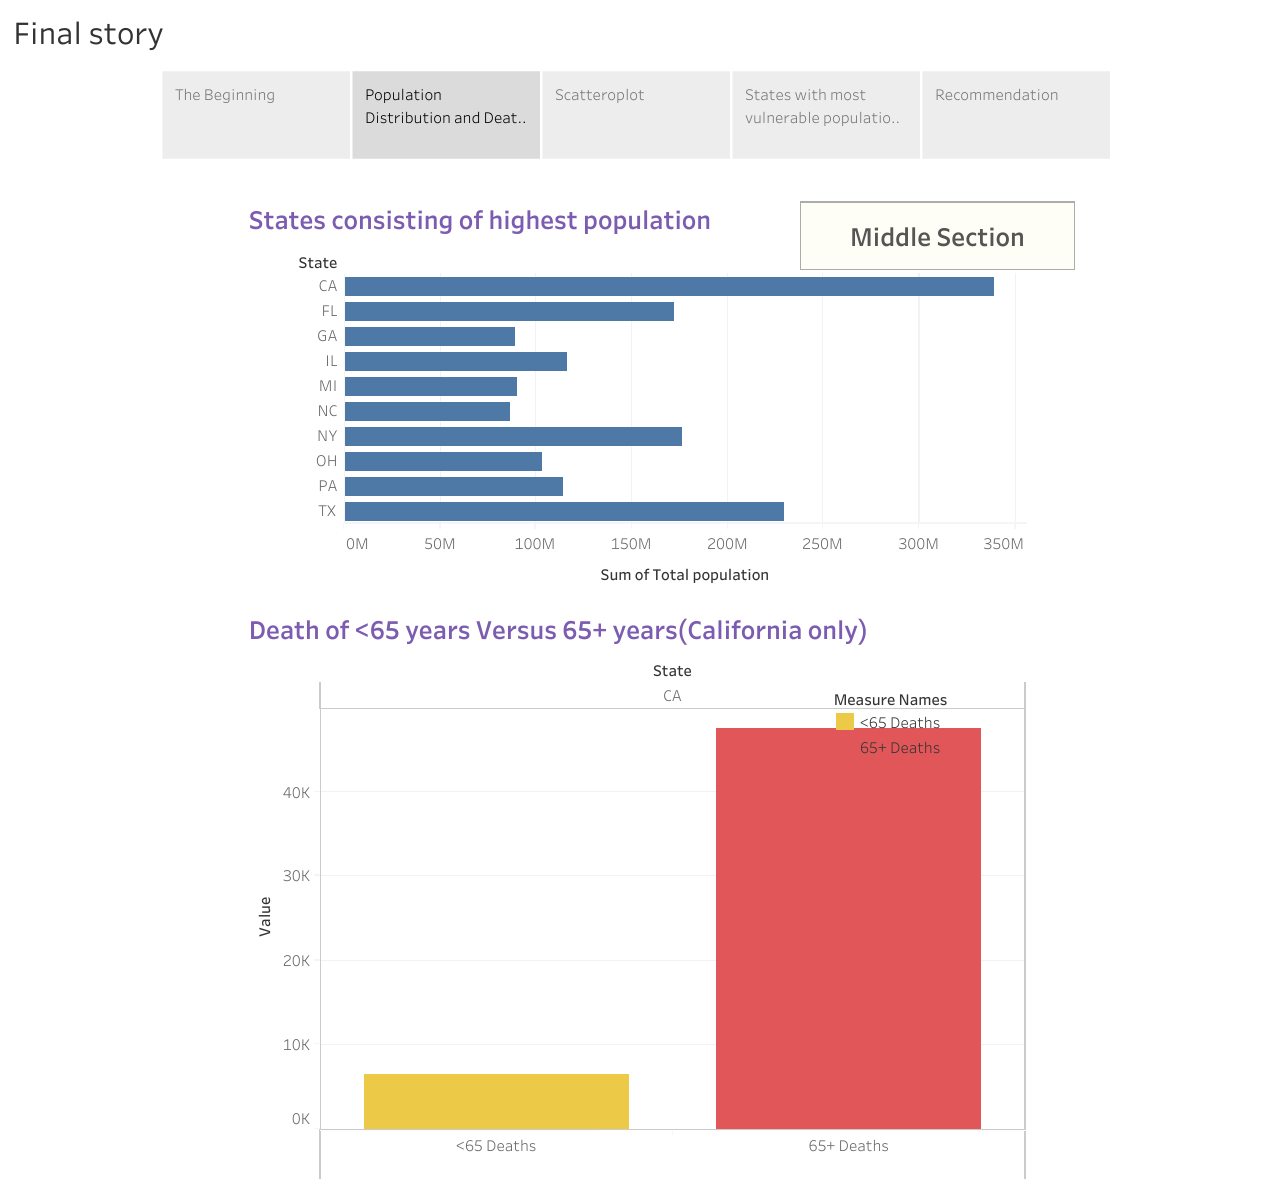 Final story
The Beginning
Population
Distribution and Deat..
Scatteroplot
States with most
vulnerable populatio..
Recommendation
States consisting of highest population
Middle Section
State
CA
FL
GA
IL
MI
NC
NY
OH
PA
TX
0M 50M 100M 150M 200M 250M 300M 350M
Sum of Total population
Death of <65 years Versus 65+ years(California only)
State
CA
Measure Names
<65 Deaths
65+ Deaths
Value
40K
30K
20K
10K
0K
<65 Deaths 65+ Deaths